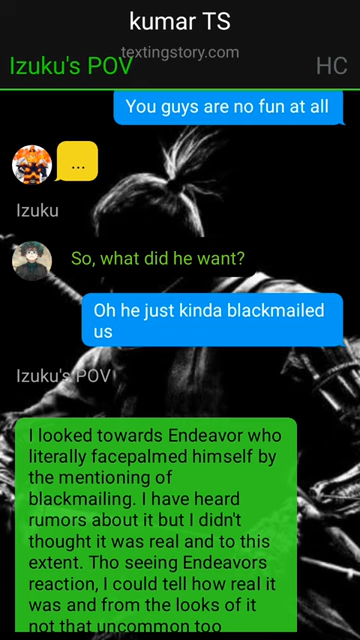 kumar TS
textingstory.com
Izuku's POV
HC
You guys are no fun at all
...
Izuku
So, what did he want?
Oh he just kinda blackmailed
us
Izuku's POV
I looked towards Endeavor who
literally facepalmed himself by
the mentioning of
blackmailing. I have heard
rumors about it but I didn't
thought it was real and to this
extent. Tho seeing Endeavors
reaction, I could tell how real it
was and from the looks of it
not that uncommon too